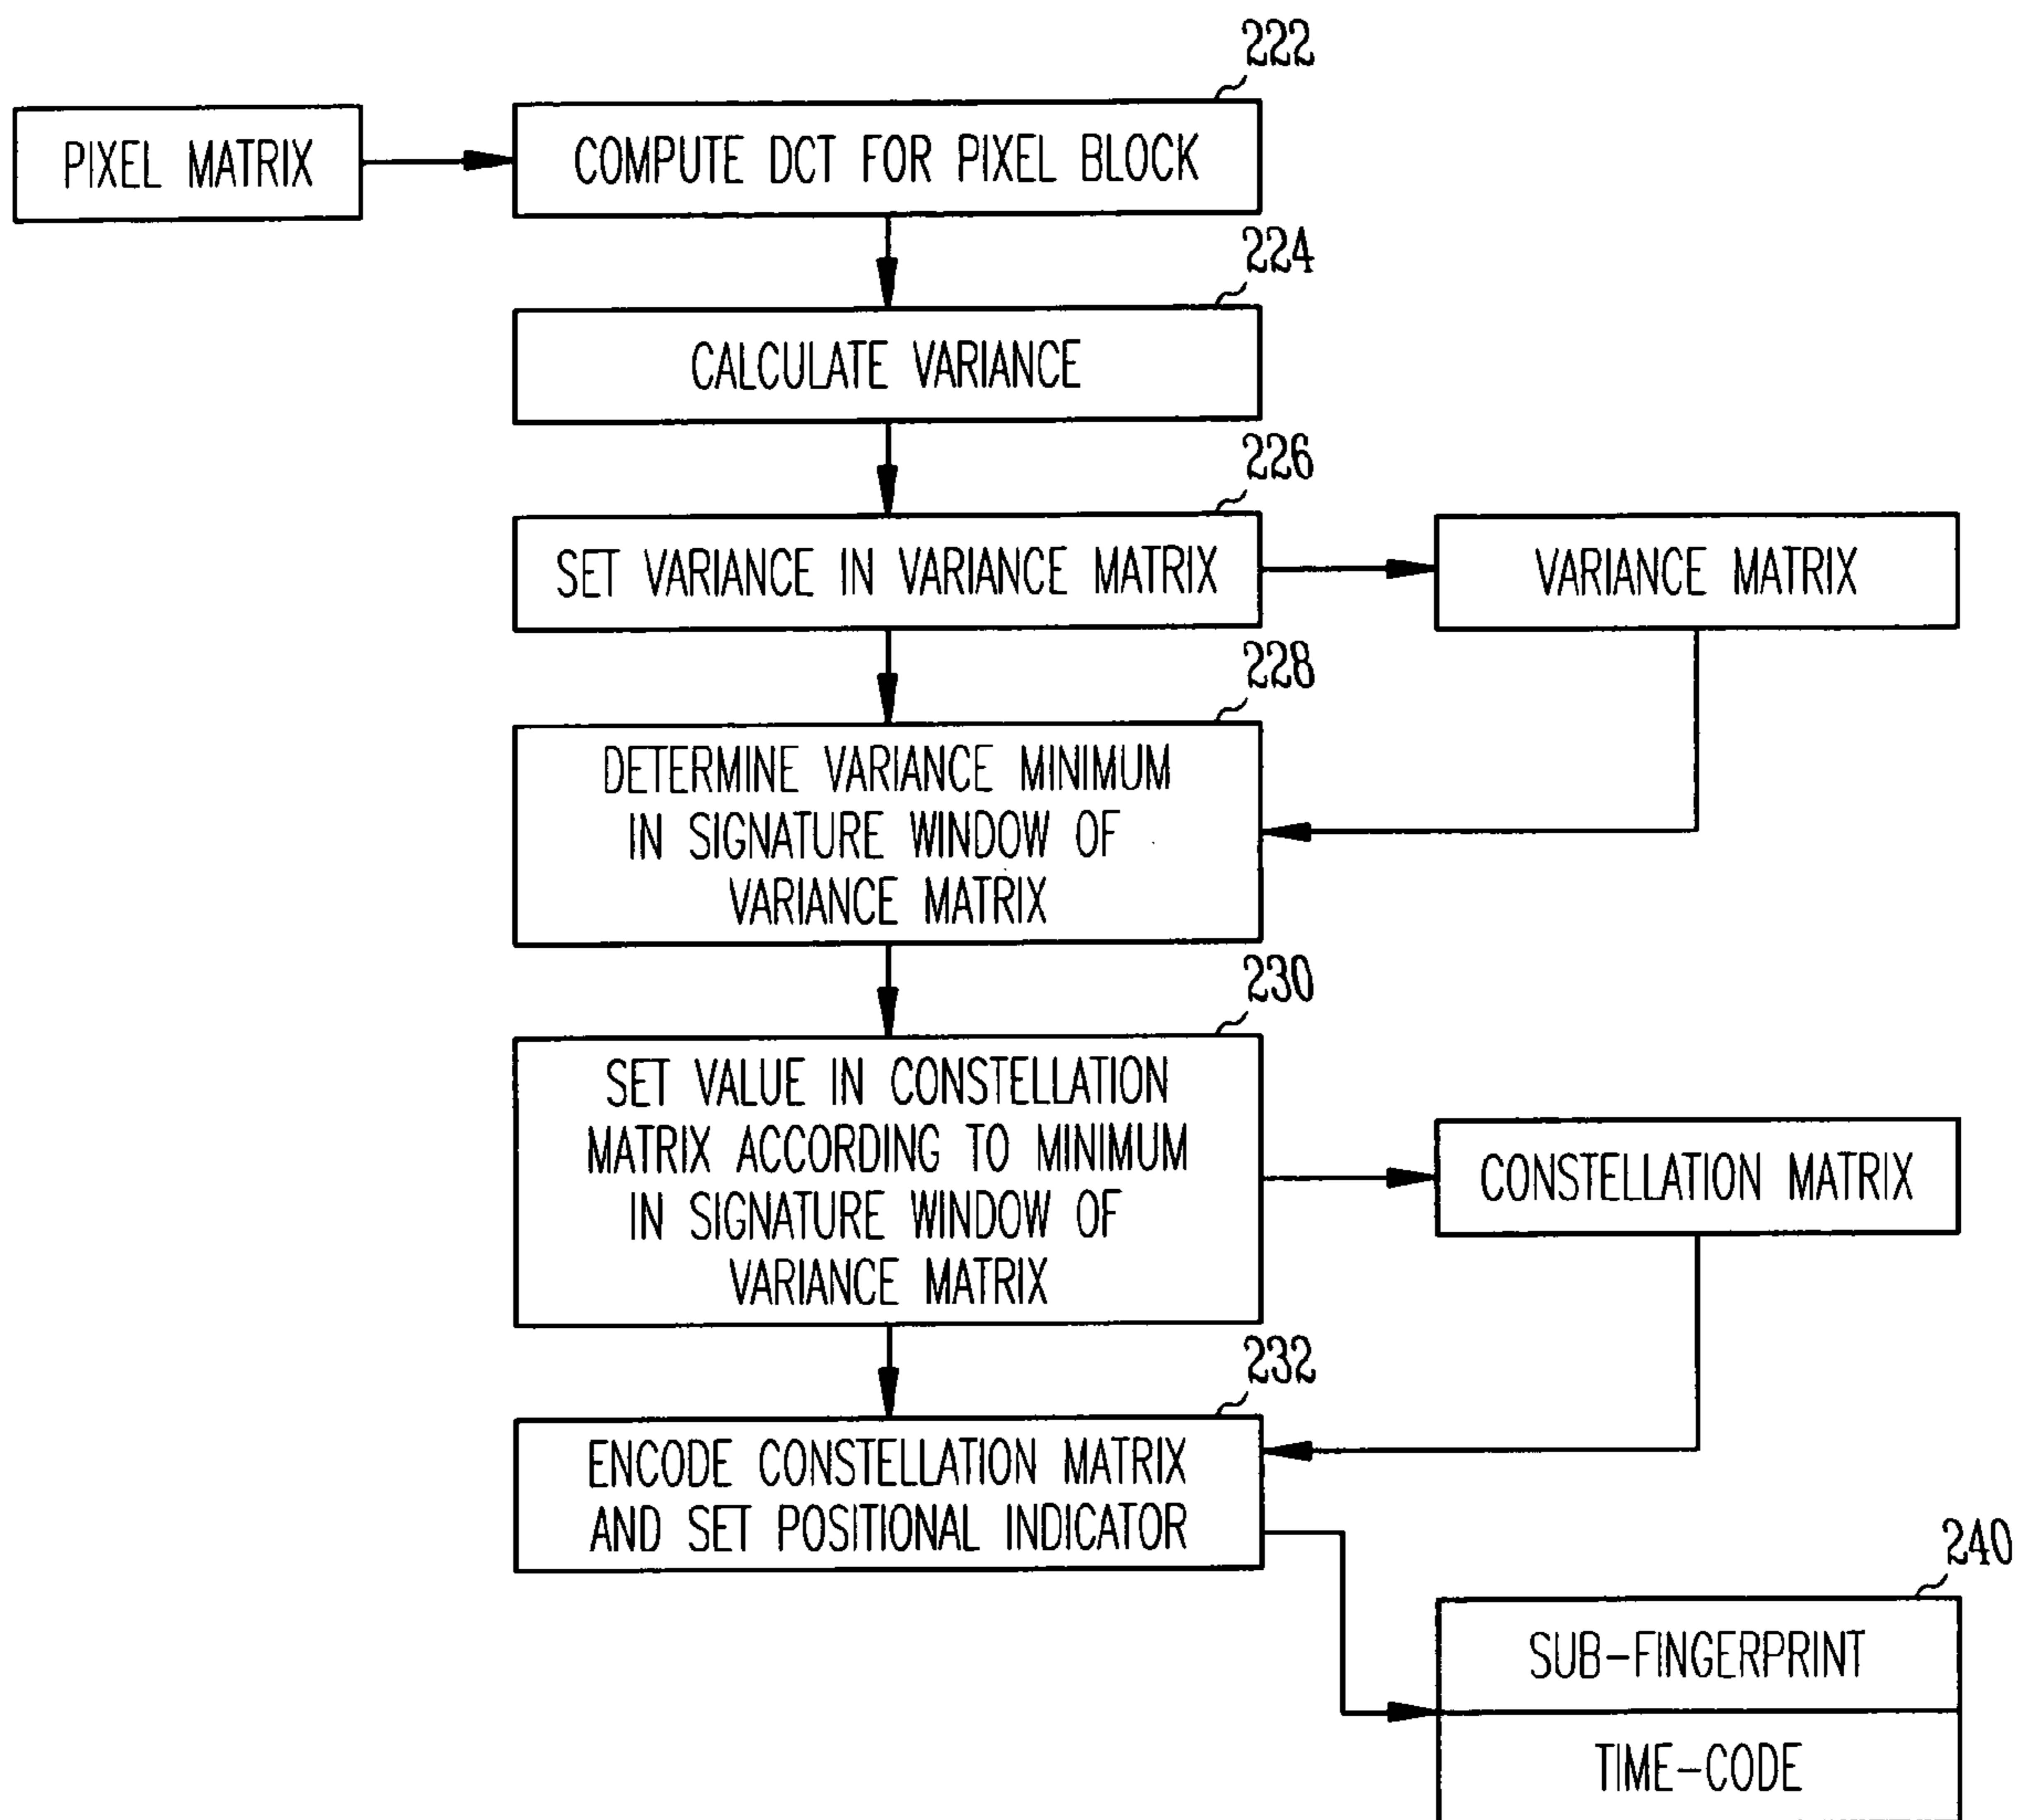 222
PIXEL MATRIX
COMPUTE DCT FOR PIXEL BLOCK
224
CALCULATE VARIANCE
226
SET VARIANCE IN VARIANCE MATRIX
VARIANCE MATRIX
228
DETERMINE VARIANCE MINIMUM
IN SIGNATURE WINDOW OF
VARIANCE MATRIX
230
SET VALUE IN CONSTELLATION
MATRIX ACCORDING TO MINIMUM
IN SIGNATURE WINDOW OF
VARIANCE MATRIX
CONSTELLATION MATRIX
232
ENCODE CONSTELLATION MATRIX
AND SET POSITIONAL INDICATOR
240
SUB-FINGERPRINT
TIME-CODE